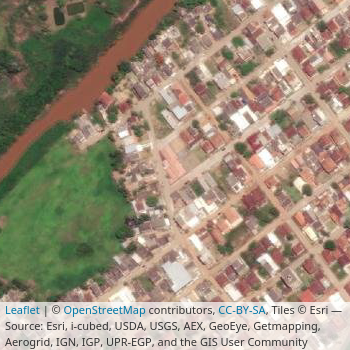 Leaflet | © OpenStreetMap contributors, CC-BY-SA, Tiles © Esri —
Source: Esri, i-cubed, USDA, USGS, AEX, GeoEye, Getmapping,
Aerogrid, IGN, IGP, UPR-EGP, and the GIS User Community